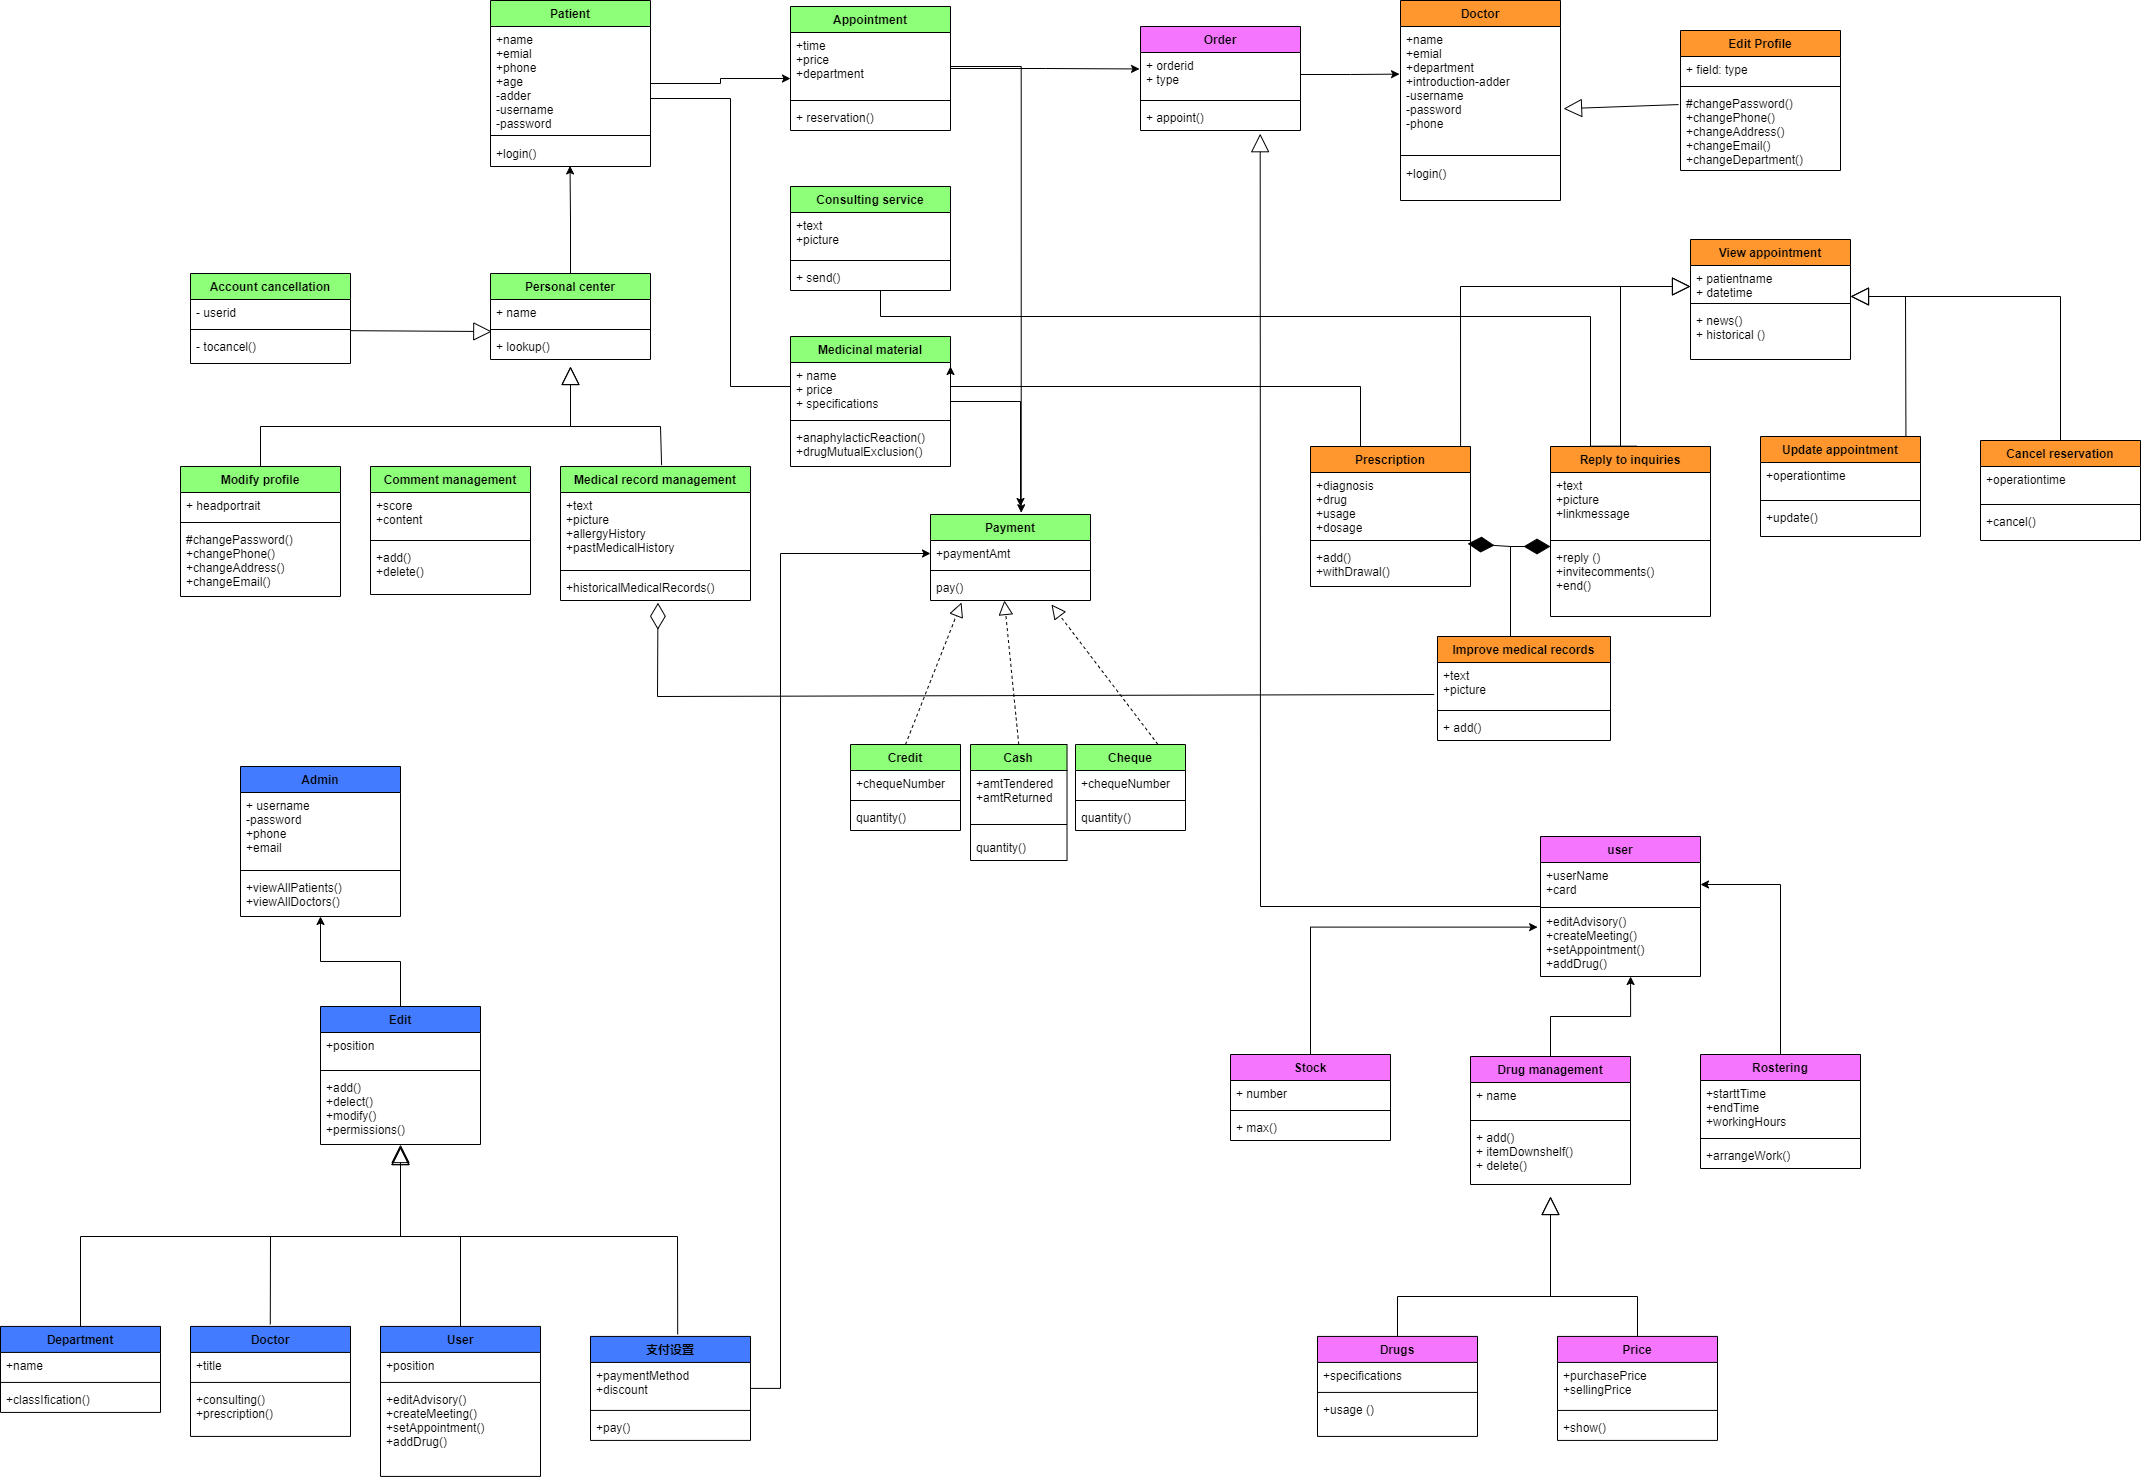 Patient
+name
+emial
+phone
+age
-adder
-username
-password
+login()
Appointment
+time
+price
+department
+ reservation()
Order
+ orderid
+ type
+ appoint()
Doctor
+name
+emial
+department
+introduction-adder
-username
-password
-phone
+login()
Edit Profile
+ field: type
#changePassword()
+changePhone()
+changeAddress()
+changeEmail()
+changeDepartment()
Consulting service
+text
+picture
+ send()
View appointment
+ patientname
+ datetime
+ news()
+ historical ()
Account cancellation
- userid
- tocancel()
Personal center
+ name
+ lookup()
Medicinal material
+ name
+ price
+ specifications
+anaphylacticReaction()
+drugMutualExclusion()
Modify profile
+ headportrait
#changePassword()
+changePhone()
+changeAddress()
+changeEmail()
Comment management
+score
+content
+add()
+delete()
Medical record management
+text
+picture
+allergyHistory
+pastMedicalHistory
+historicalMedicalRecords()
Payment
+paymentAmt
pay()
Prescription
+diagnosis
+drug
+usage
+dosage
+add()
+withDrawal()
Reply to inquiries
+text
+picture
+linkmessage
+reply ()
+invitecomments()
+end()
Update appointment
+operationtime
+update()
Cancel reservation
+operationtime
+cancel()
Improve medical records
+text
+picture
+ add()
Credit
+chequeNumber
quantity()
Cash
+amtTendered
+amtReturned
quantity()
Cheque
+chequeNumber
quantity()
Admin
+ username
-password
+phone
+email
+viewAllPatients()
+viewAllDoctors()
user
+userName
+card
+editAdvisory()
+createMeeting()
+setAppointment()
+addDrug()
Edit
+position
+add()
+delect()
+modify()
+permissions()
Stock
+ number
+ max()
Drug management
+ name
+ add()
+ itemDownshelf()
+ delete()
Rostering
+starttTime
+endTime
+workingHours
+arrangeWork()
Department
+name
+classIfication()
Doctor
+title
+consulting()
+prescription()
User
+position
+editAdvisory()
+createMeeting()
+setAppointment()
+addDrug()
支付设置
+paymentMethod
+discount
+pay()
Drugs
+specifications
+usage ()
Price
+purchasePrice
+sellingPrice
+show()